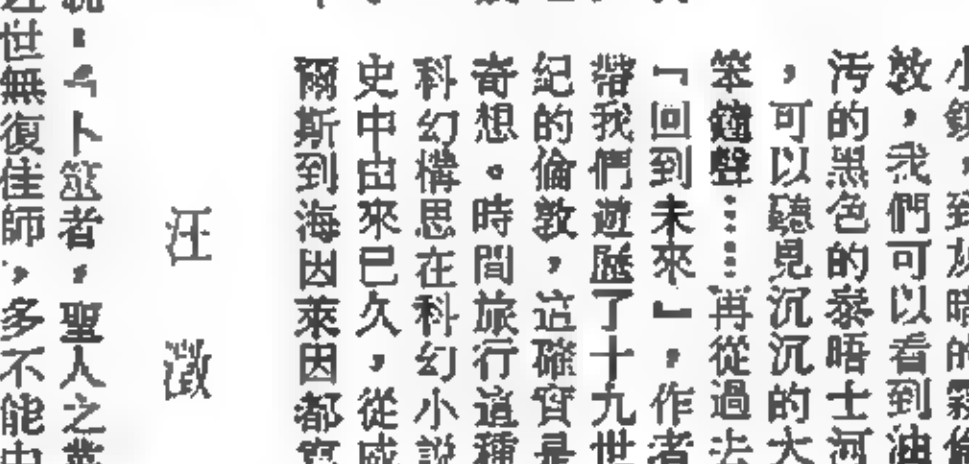 小鎮，到灰暗的霧
敦，我們可以看到油
污的黑色的泰晤士河
，可以聽見沉沉的大
笨鐘聲……再從過去
『回到未來』，作者
帶我們遊歷了十九世
紀的倫敦，這確實是
奇想。時間旅行這種
科幻構思在科幻小説
史中由來已久，從威
爾斯到海因萊因都寫
汪 澂
：「卜筮者，聖人之業
近世無復佳師，多不能中